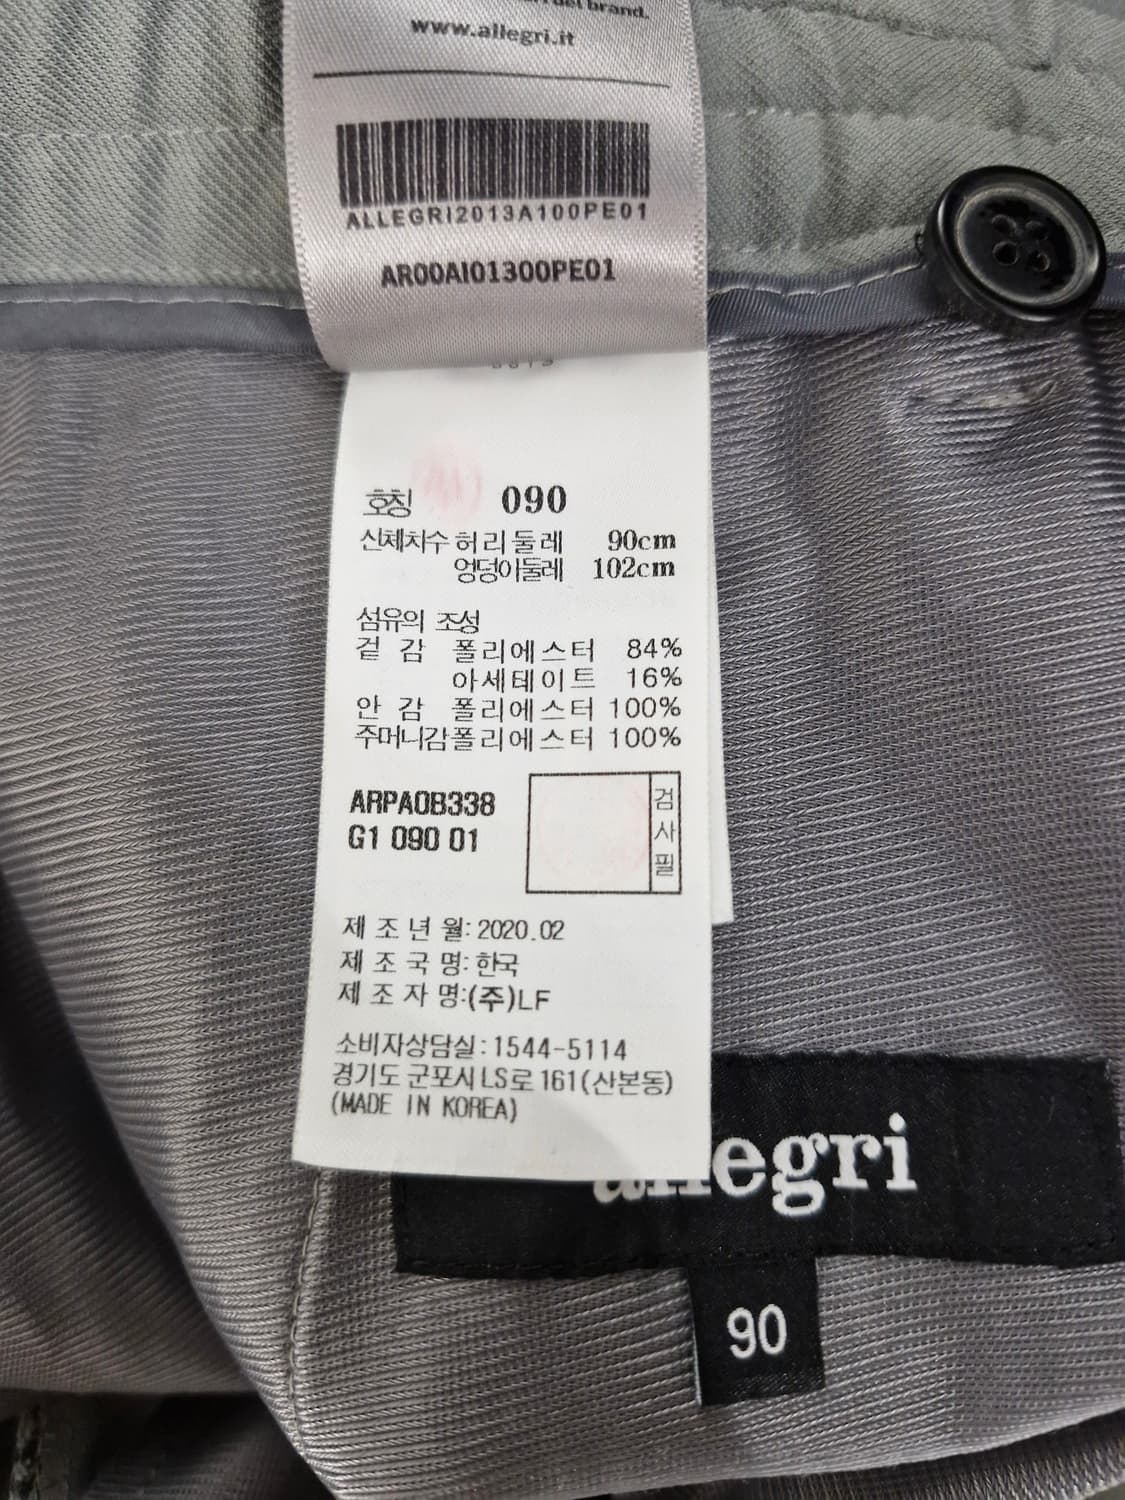 del brand.
www.allegri.it
ALLEGRI2013A100PE01
AR00AI01300PE01
호칭 090
신체치수 허리둘레 90cm
엉덩이둘레 102cm
섬유의 조성
겉감 폴리에스터 84%
아세테이트 16%
안감 폴리에스터 100%
주머니감 폴리에스터 100%
ARPA0B338
G1 090 01
검사필
제조년월: 2020.02
제조국명: 한국
제조자명:(주)LF
소비자상담실:1544-5114
경기도 군포시 LS로 161(산본동)
(MADE IN KOREA)
allegri
90